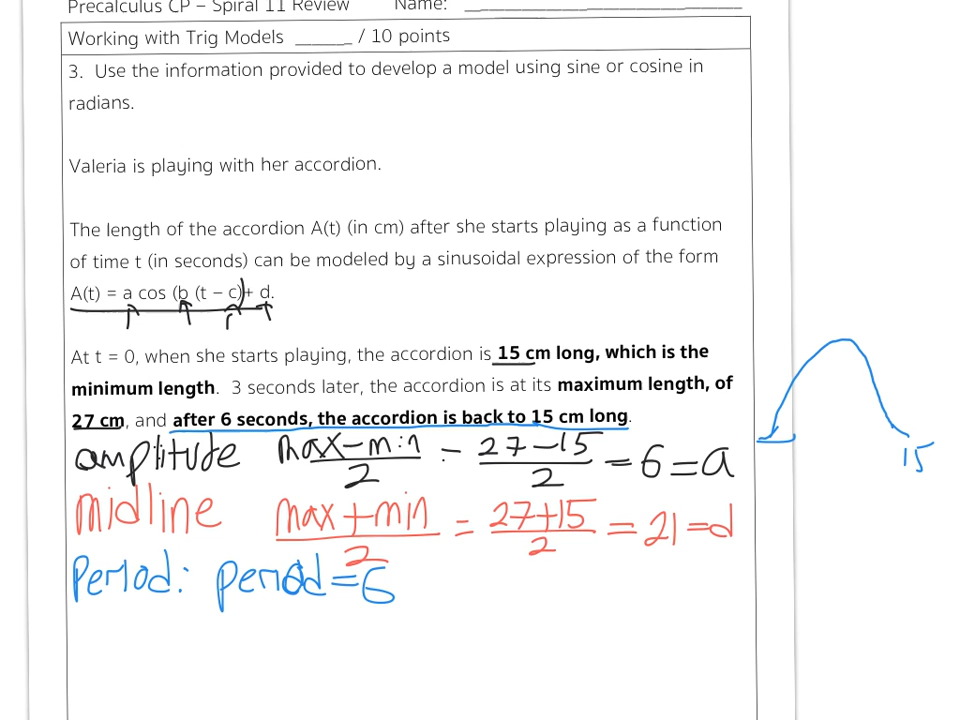 Precalculus CP – Spiral 11 Review Name: ____
Working with Trig Models ______ / 10 points
3. Use the information provided to develop a model using sine or cosine in
radians.
Valeria is playing with her accordion.
The length of the accordion A(t) (in cm) after she starts playing as a function
of time t (in seconds) can be modeled by a sinusoidal expression of the form
A(t) = a cos (b (t – c)) + d.
At t = 0, when she starts playing, the accordion is 15 cm long, which is the
minimum length. 3 seconds later, the accordion is at its maximum length, of
27 cm, and after 6 seconds, the accordion is back to 15 cm long.
amplitude max-min/2 = 27-15/2 = 6 = a
15
midline max+min/2 = 27+15/2 = 21 = d
Period: period = 6